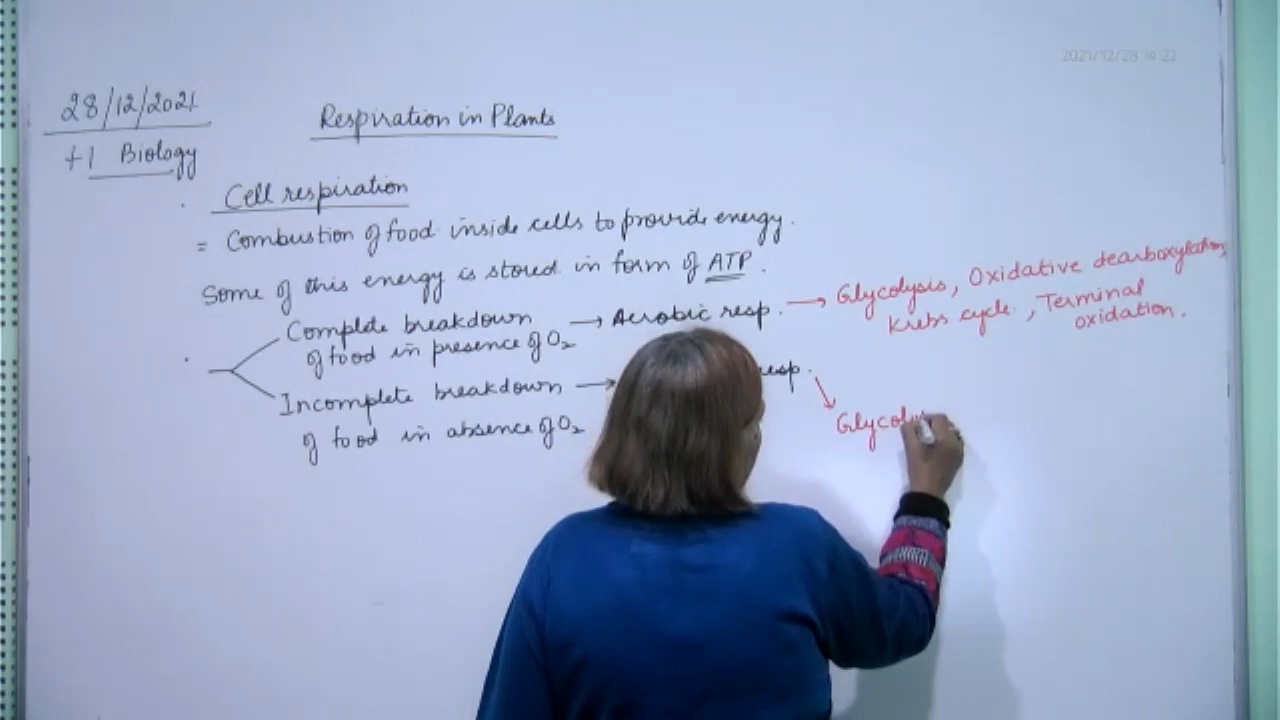 2021/12/28 14:22
28/12/2021
+1 Biology
Respiration in Plants
Cell respiration
= Combustion of food inside cells to provide energy.
Some of this energy is stored in form of ATP.
Complete breakdown of food in presence of O₂ → Aerobic resp. → Glycolysis, Oxidative dearboxylation, Krebs cycle, Terminal oxidation.
Incomplete breakdown of food in absence of O₂ → resp.